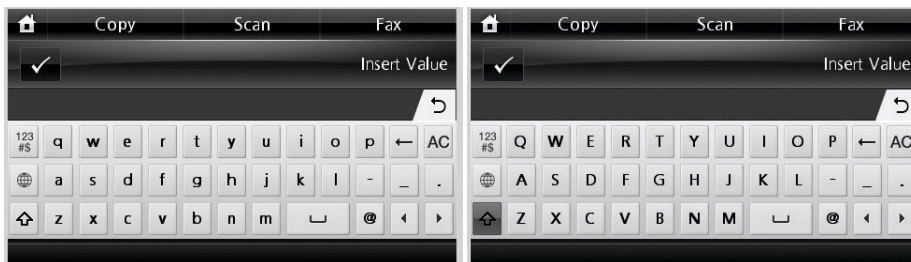 Copy Scan Fax
Insert Value
123 #$ q w e r t y u i o p ← AC
a s d f g h j k l - _ .
z x c v b n m @
Copy Scan Fax
Insert Value
123 #$ Q W E R T Y U I O P ← AC
A S D F G H J K L - _ .
Z X C V B N M @